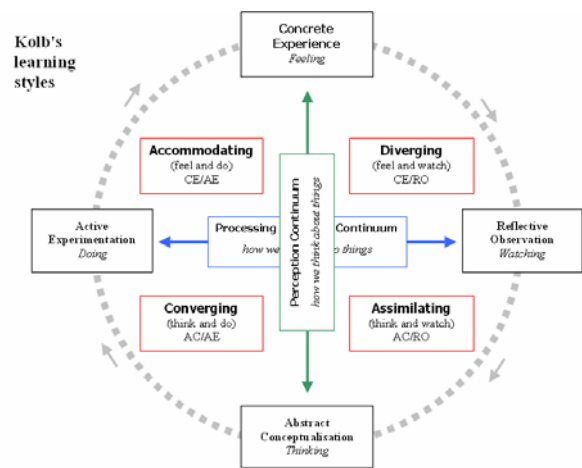 Kolb's
learning
styles
Concrete
Experience
Feeling
Accommodating
(feel and do)
CE/AE
Diverging
(feel and watch)
CE/RO
Active
Experimentation
Doing
Processing Continuum
how we do things
Perception Continuum
how we think about things
Reflective
Observation
Watching
Converging
(think and do)
AC/AE
Assimilating
(think and watch)
AC/RO
Abstract
Conceptualisation
Thinking